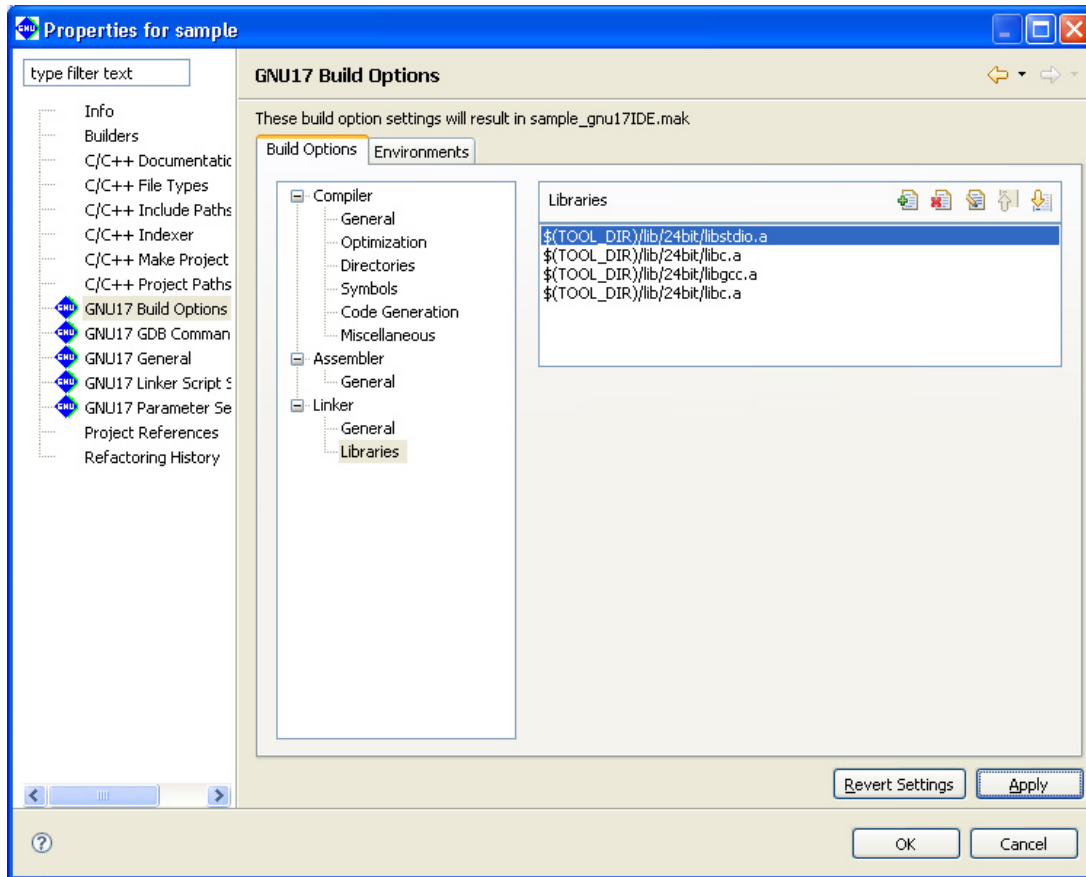 Properties for sample
type filter text
Info
Builders
C/C++ Documentatic
C/C++ File Types
C/C++ Include Paths
C/C++ Indexer
C/C++ Make Project
C/C++ Project Paths
GNU17 Build Options
GNU17 GDB Comman
GNU17 General
GNU17 Linker Script S
GNU17 Parameter Se
Project References
Refactoring History
GNU17 Build Options
These build option settings will result in sample_gnu17IDE.mak
Build Options Environments
Compiler
General
Optimization
Directories
Symbols
Code Generation
Miscellaneous
Assembler
General
Linker
General
Libraries
Libraries
$(TOOL_DIR)/lib/24bit/libstdio.a
$(TOOL_DIR)/lib/24bit/libc.a
$(TOOL_DIR)/lib/24bit/libgcc.a
$(TOOL_DIR)/lib/24bit/libc.a
Revert Settings Apply
OK Cancel